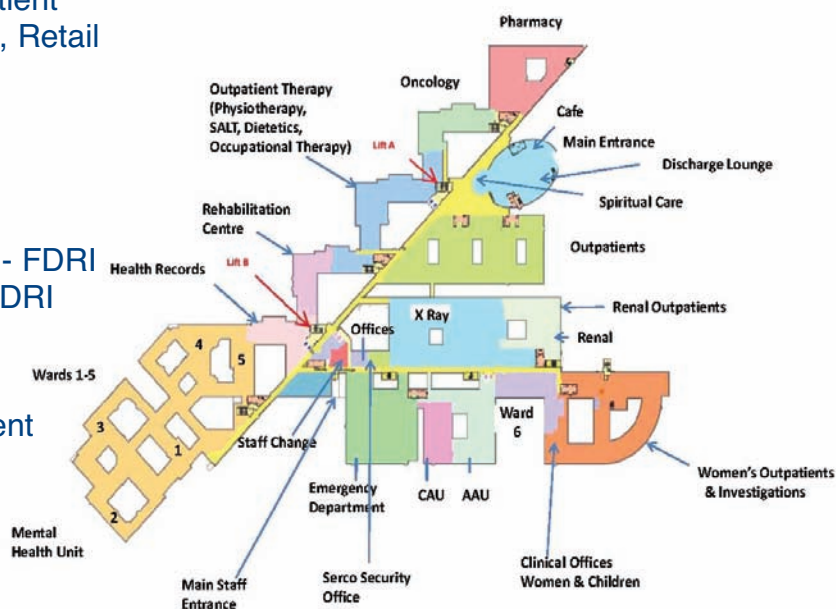 tient
, Retail
- FDRI
DRI
ent
Pharmacy
Oncology
Outpatient Therapy
(Physiotherapy,
SALT, Dietetics,
Occupational Therapy)
Lift A
Cafe
Main Entrance
Discharge Lounge
Spiritual Care
Rehabilitation
Centre
Outpatients
Health Records
Lift B
Offices
X Ray
Renal Outpatients
Renal
4
5
Wards 1-5
3
1
2
Staff Change
Ward
6
Emergency
Department
CAU
AAU
Women's Outpatients
& Investigations
Mental
Health Unit
Main Staff
Entrance
Serco Security
Office
Clinical Offices
Women & Children